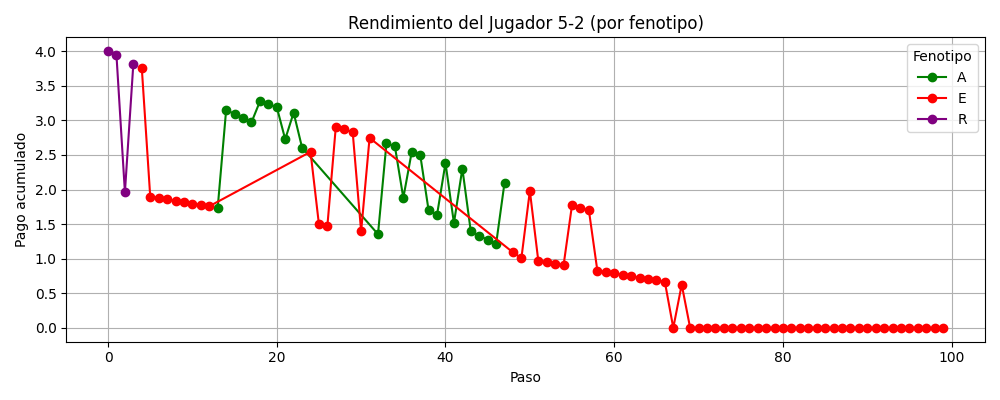 Rendimiento del Jugador 5-2 (por fenotipo)
Pago acumulado
4.0
3.5
3.0
2.5
2.0
1.5
1.0
0.5
0.0
Fenotipo
A
E
R
0 20 40 60 80 100
Paso